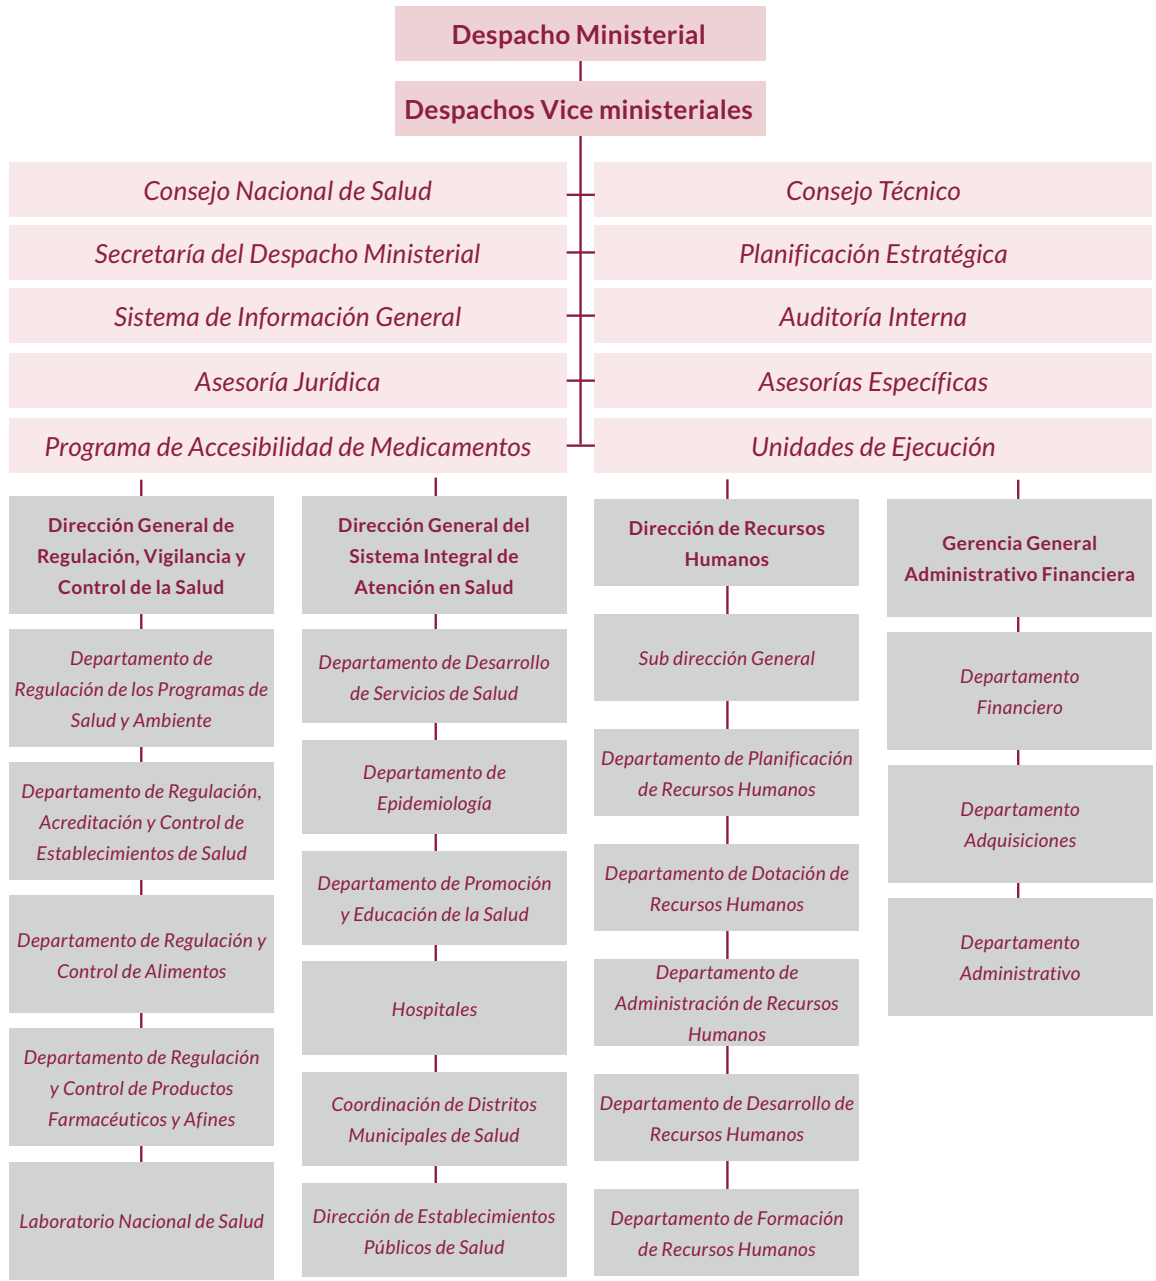 Despacho Ministerial
Despachos Vice ministeriales
Consejo Nacional de Salud
Consejo Técnico
Secretaría del Despacho Ministerial
Planificación Estratégica
Sistema de Información General
Auditoría Interna
Asesoría Jurídica
Asesorías Específicas
Programa de Accesibilidad de Medicamentos
Unidades de Ejecución
Dirección General de
Regulación, Vigilancia y
Control de la Salud
Departamento de
Regulación de los Programas de
Salud y Ambiente
Departamento de Regulación,
Acreditación y Control de
Establecimientos de Salud
Departamento de Regulación y
Control de Alimentos
Departamento de Regulación
y Control de Productos
Farmacéuticos y Afines
Laboratorio Nacional de Salud
Dirección General del
Sistema Integral de
Atención en Salud
Departamento de Desarrollo
de Servicios de Salud
Departamento de
Epidemiología
Departamento de Promoción
y Educación de la Salud
Hospitales
Coordinación de Distritos
Municipales de Salud
Dirección de Establecimientos
Públicos de Salud
Dirección de Recursos
Humanos
Sub dirección General
Departamento de Planificación
de Recursos Humanos
Departamento de Dotación de
Recursos Humanos
Departamento de
Administración de Recursos
Humanos
Departamento de Desarrollo de
Recursos Humanos
Departamento de Formación
de Recursos Humanos
Gerencia General
Administrativo Financiera
Departamento
Financiero
Departamento
Adquisiciones
Departamento
Administrativo